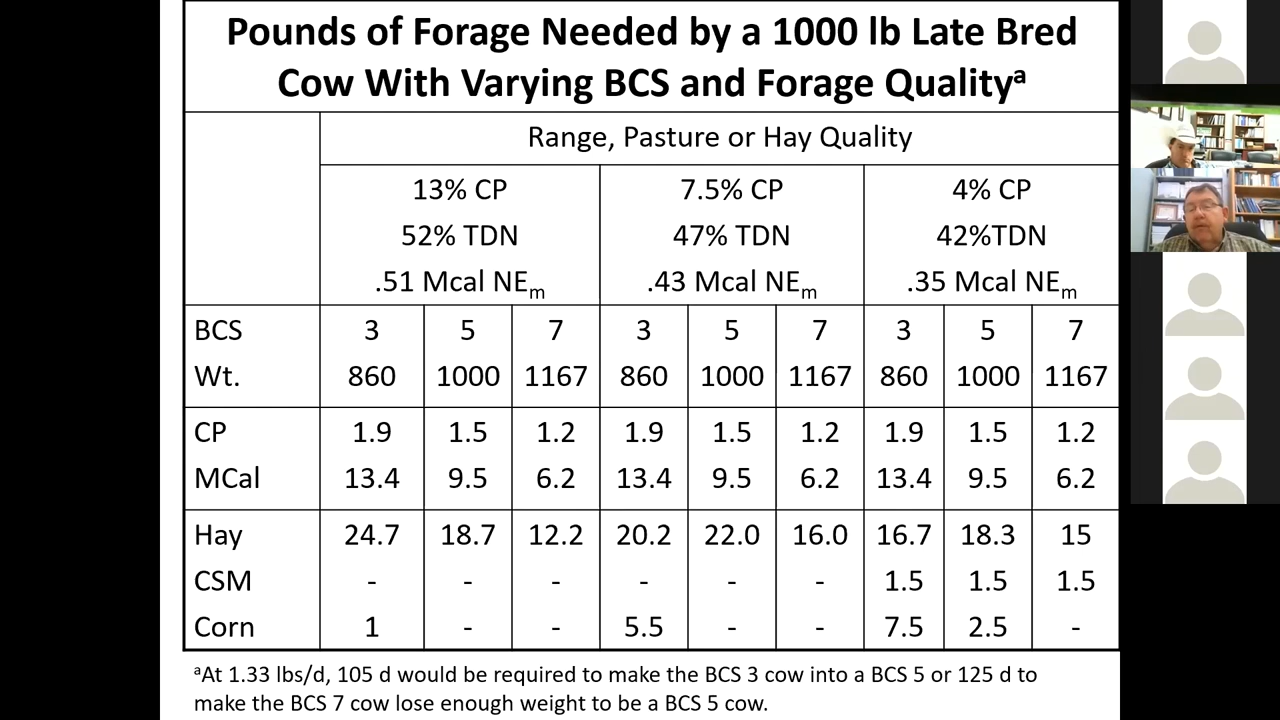 Pounds of Forage Needed by a 1000 lb Late Bred
Cow With Varying BCS and Forage Qualityᵃ
Range, Pasture or Hay Quality
13% CP 7.5% CP 4% CP
52% TDN 47% TDN 42%TDN
.51 Mcal NEₘ .43 Mcal NEₘ .35 Mcal NEₘ
BCS 3 5 7 3 5 7 3 5 7
Wt. 860 1000 1167 860 1000 1167 860 1000 1167
CP 1.9 1.5 1.2 1.9 1.5 1.2 1.9 1.5 1.2
MCal 13.4 9.5 6.2 13.4 9.5 6.2 13.4 9.5 6.2
Hay 24.7 18.7 12.2 20.2 22.0 16.0 16.7 18.3 15
CSM - - - - - - 1.5 1.5 1.5
Corn 1 - - 5.5 - - 7.5 2.5 -
ᵃAt 1.33 lbs/d, 105 d would be required to make the BCS 3 cow into a BCS 5 or 125 d to
make the BCS 7 cow lose enough weight to be a BCS 5 cow.